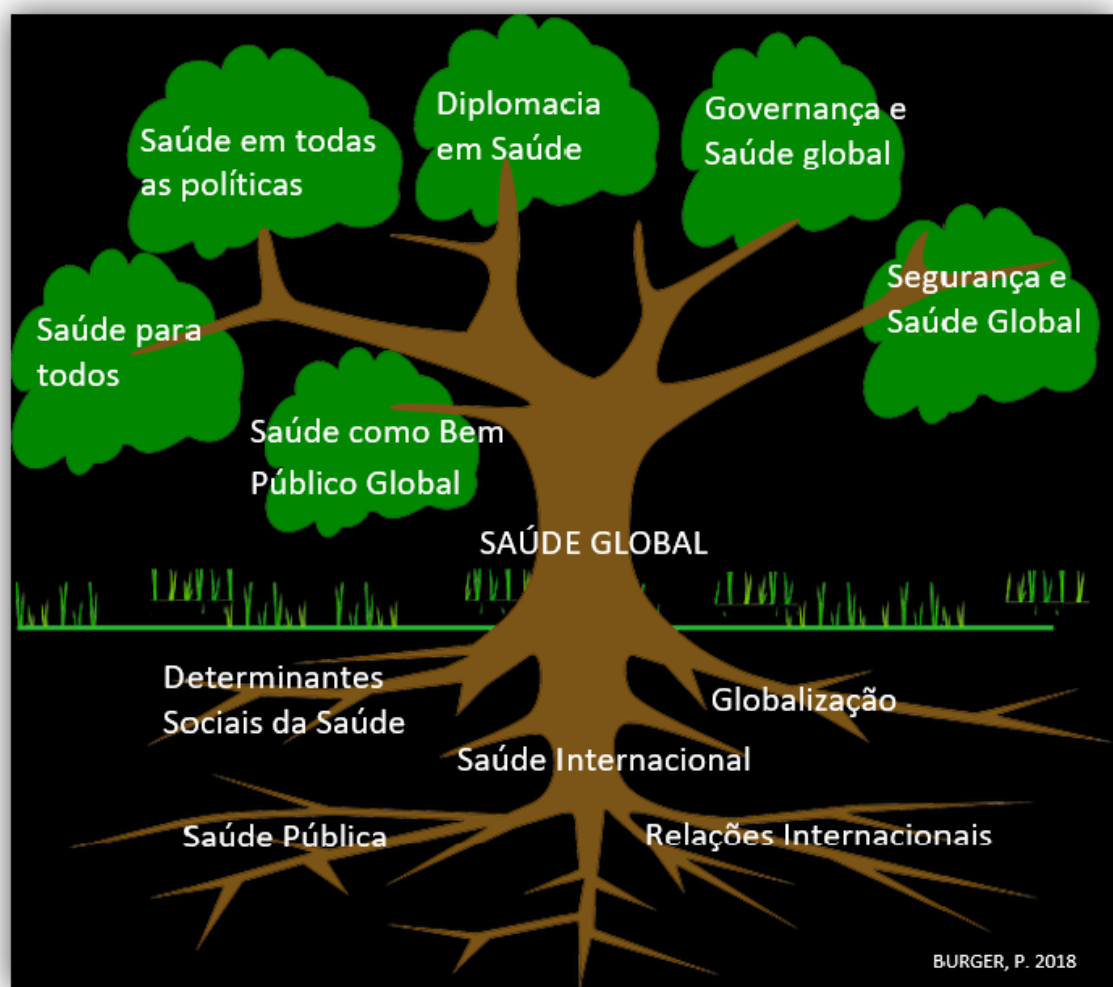 Diplomacia
em Saúde
Governança e
Saúde global
Saúde em todas
as políticas
Segurança e
Saúde Global
Saúde para
todos
Saúde como Bem
Público Global
SAÚDE GLOBAL
Determinantes
Sociais da Saúde
Globalização
Saúde Internacional
Saúde Pública
Relações Internacionais
BURGER, P. 2018